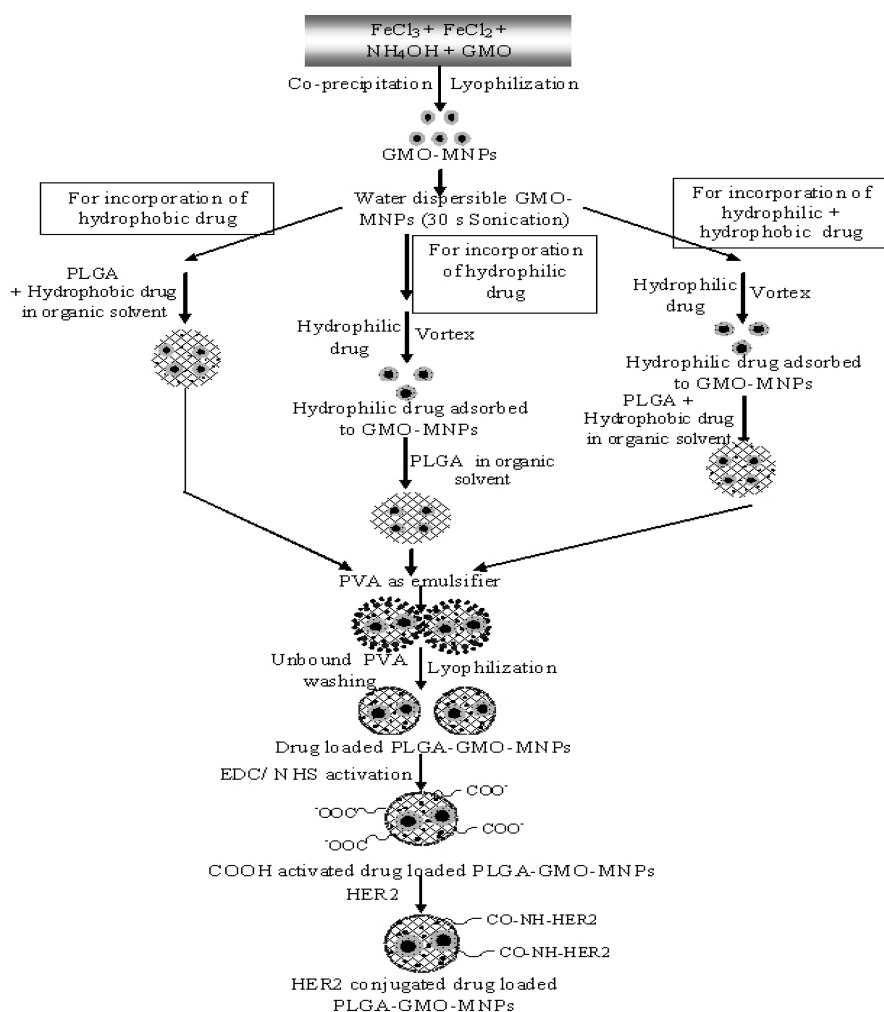 FeCl3 + FeCl2 +
NH4OH + GMO
Co-precipitation Lyophilization
GMO-MNPs
For incorporation of
hydrophobic drug
Water dispersible GMO-
MNPs (30 s Sonication)
For incorporation of
hydrophilic +
hydrophobic drug
For incorporation
of hydrophilic
drug
PLGA
+ Hydrophobic drug
in organic solvent
Hydrophilic
drug
Vortex
Hydrophilic drug adsorbed
to GMO-MNPs
PLGA in organic
solvent
Hydrophilic
drug
Vortex
Hydrophilic drug adsorbed
to GMO-MNPs
PLGA +
Hydrophobic drug
in organic solvent
PVA as emulsifier
Unbound PVA
washing
Lyophilization
Drug loaded PLGA-GMO-MNPs
EDC/ NHS activation
COO-
-OOC
-OOC
COO-
COOH activated drug loaded PLGA-GMO-MNPs
HER2
CO-NH-HER2
CO-NH-HER2
HER2 conjugated drug loaded
PLGA-GMO-MNPs